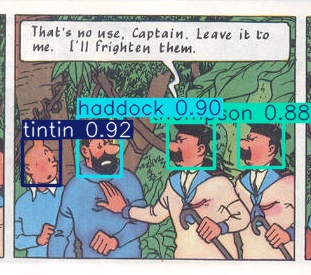 That's no use, Captain. Leave it to
me. I'll frighten them.
haddock 0.90
thompson 0.88
tintin 0.92